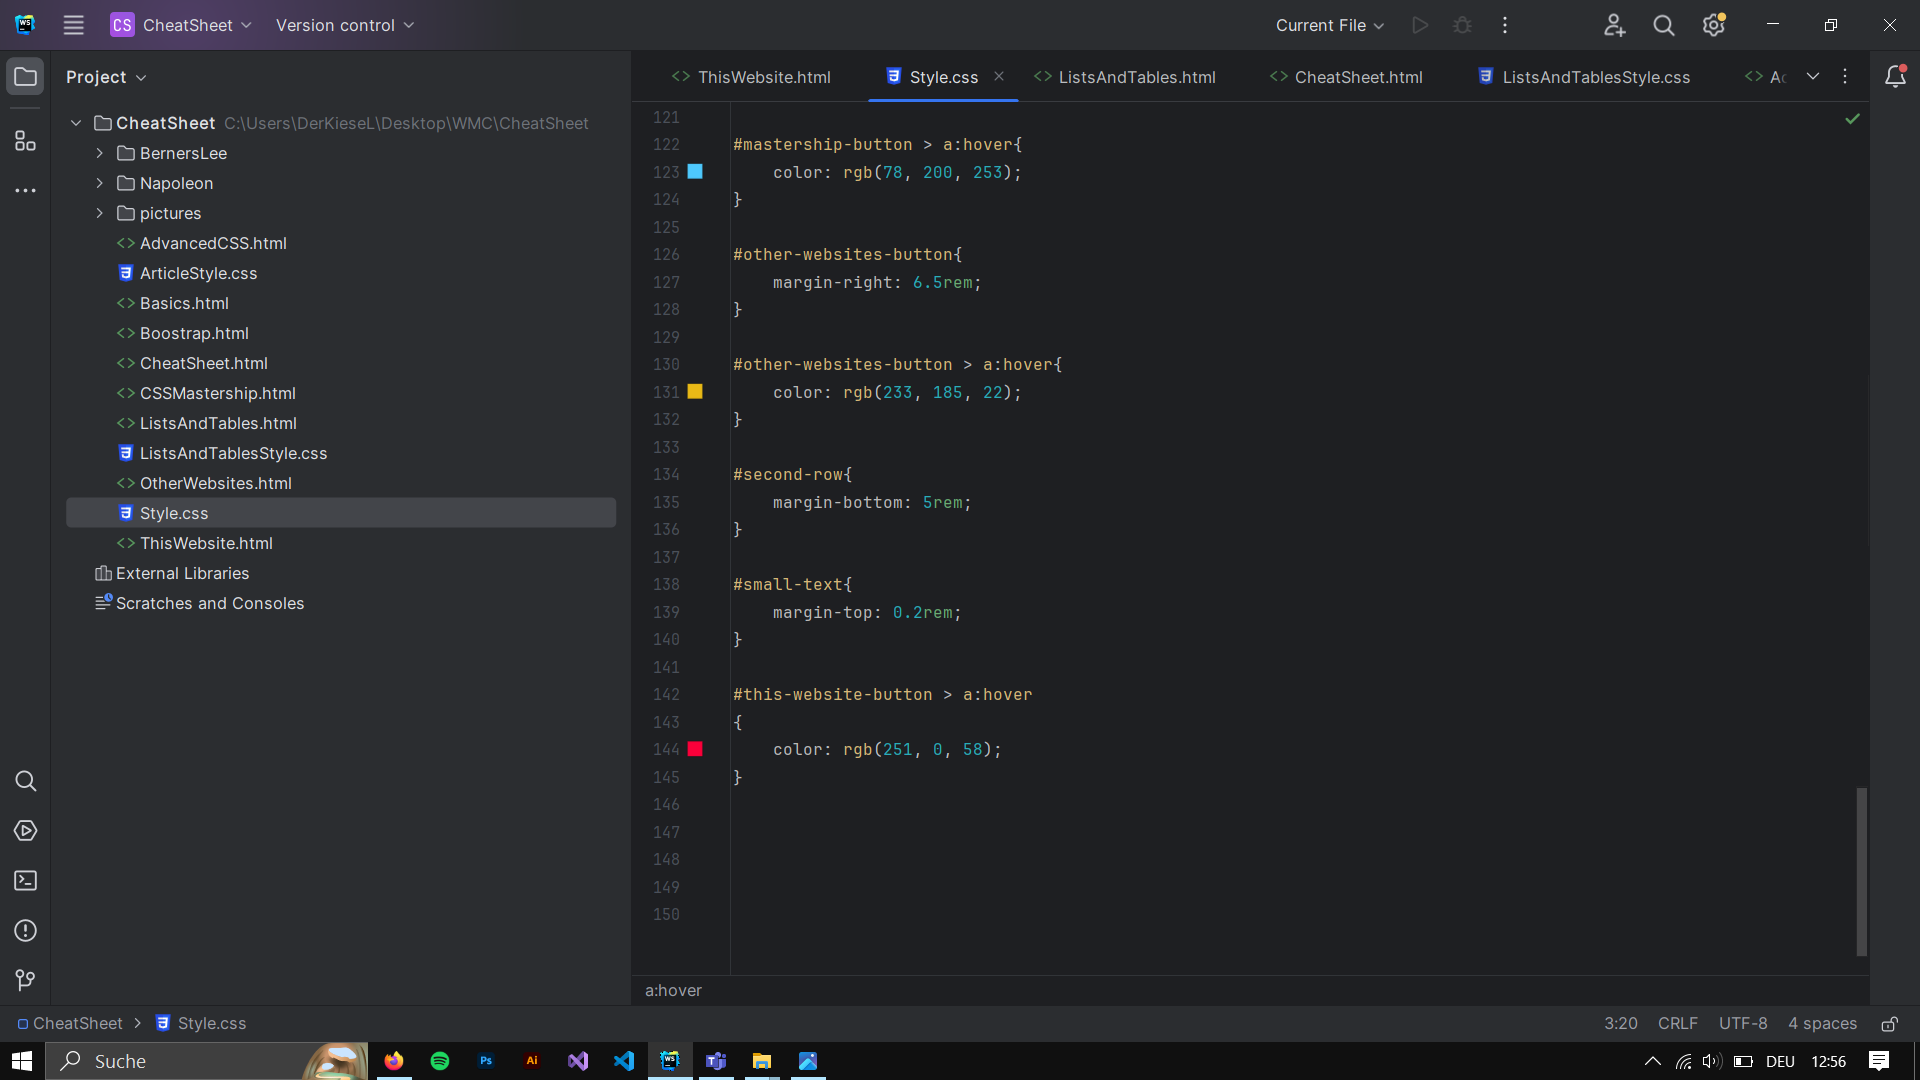 WS
CS CheatSheet Version control Current File
Project
ThisWebsite.html Style.css ListsAndTables.html CheatSheet.html ListsAndTablesStyle.css
CheatSheet C:\Users\DerKieseL\Desktop\WMC\CheatSheet
BernersLee
Napoleon
pictures
AdvancedCSS.html
ArticleStyle.css
Basics.html
Boostrap.html
CheatSheet.html
CSSMastership.html
ListsAndTables.html
ListsAndTablesStyle.css
OtherWebsites.html
Style.css
ThisWebsite.html
External Libraries
Scratches and Consoles
121
122 #mastership-button > a:hover{
123 color: rgb(78, 200, 253);
124 }
125
126 #other-websites-button{
127 margin-right: 6.5rem;
128 }
129
130 #other-websites-button > a:hover{
131 color: rgb(233, 185, 22);
132 }
133
134 #second-row{
135 margin-bottom: 5rem;
136 }
137
138 #small-text{
139 margin-top: 0.2rem;
140 }
141
142 #this-website-button > a:hover
143 {
144 color: rgb(251, 0, 58);
145 }
146
147
148
149
150
a:hover
CheatSheet > Style.css 3:20 CRLF UTF-8 4 spaces
Suche Ps Ai WS DEU 12:56